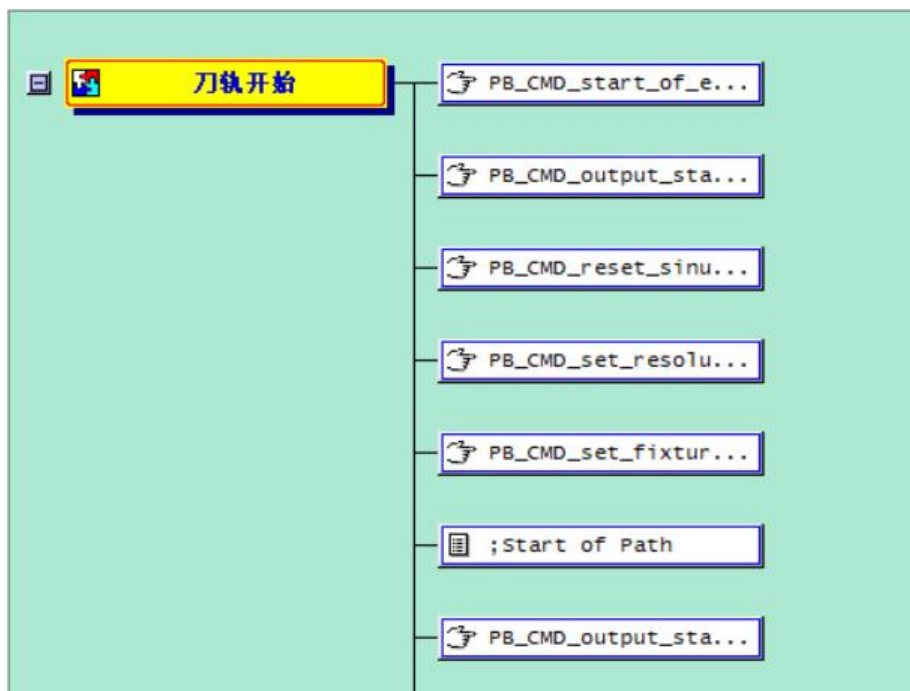 刀轨开始
PB_CMD_start_of_e...
PB_CMD_output_sta...
PB_CMD_reset_sinu...
PB_CMD_set_resolu...
PB_CMD_set_fixtur...
;Start of Path
PB_CMD_output_sta...